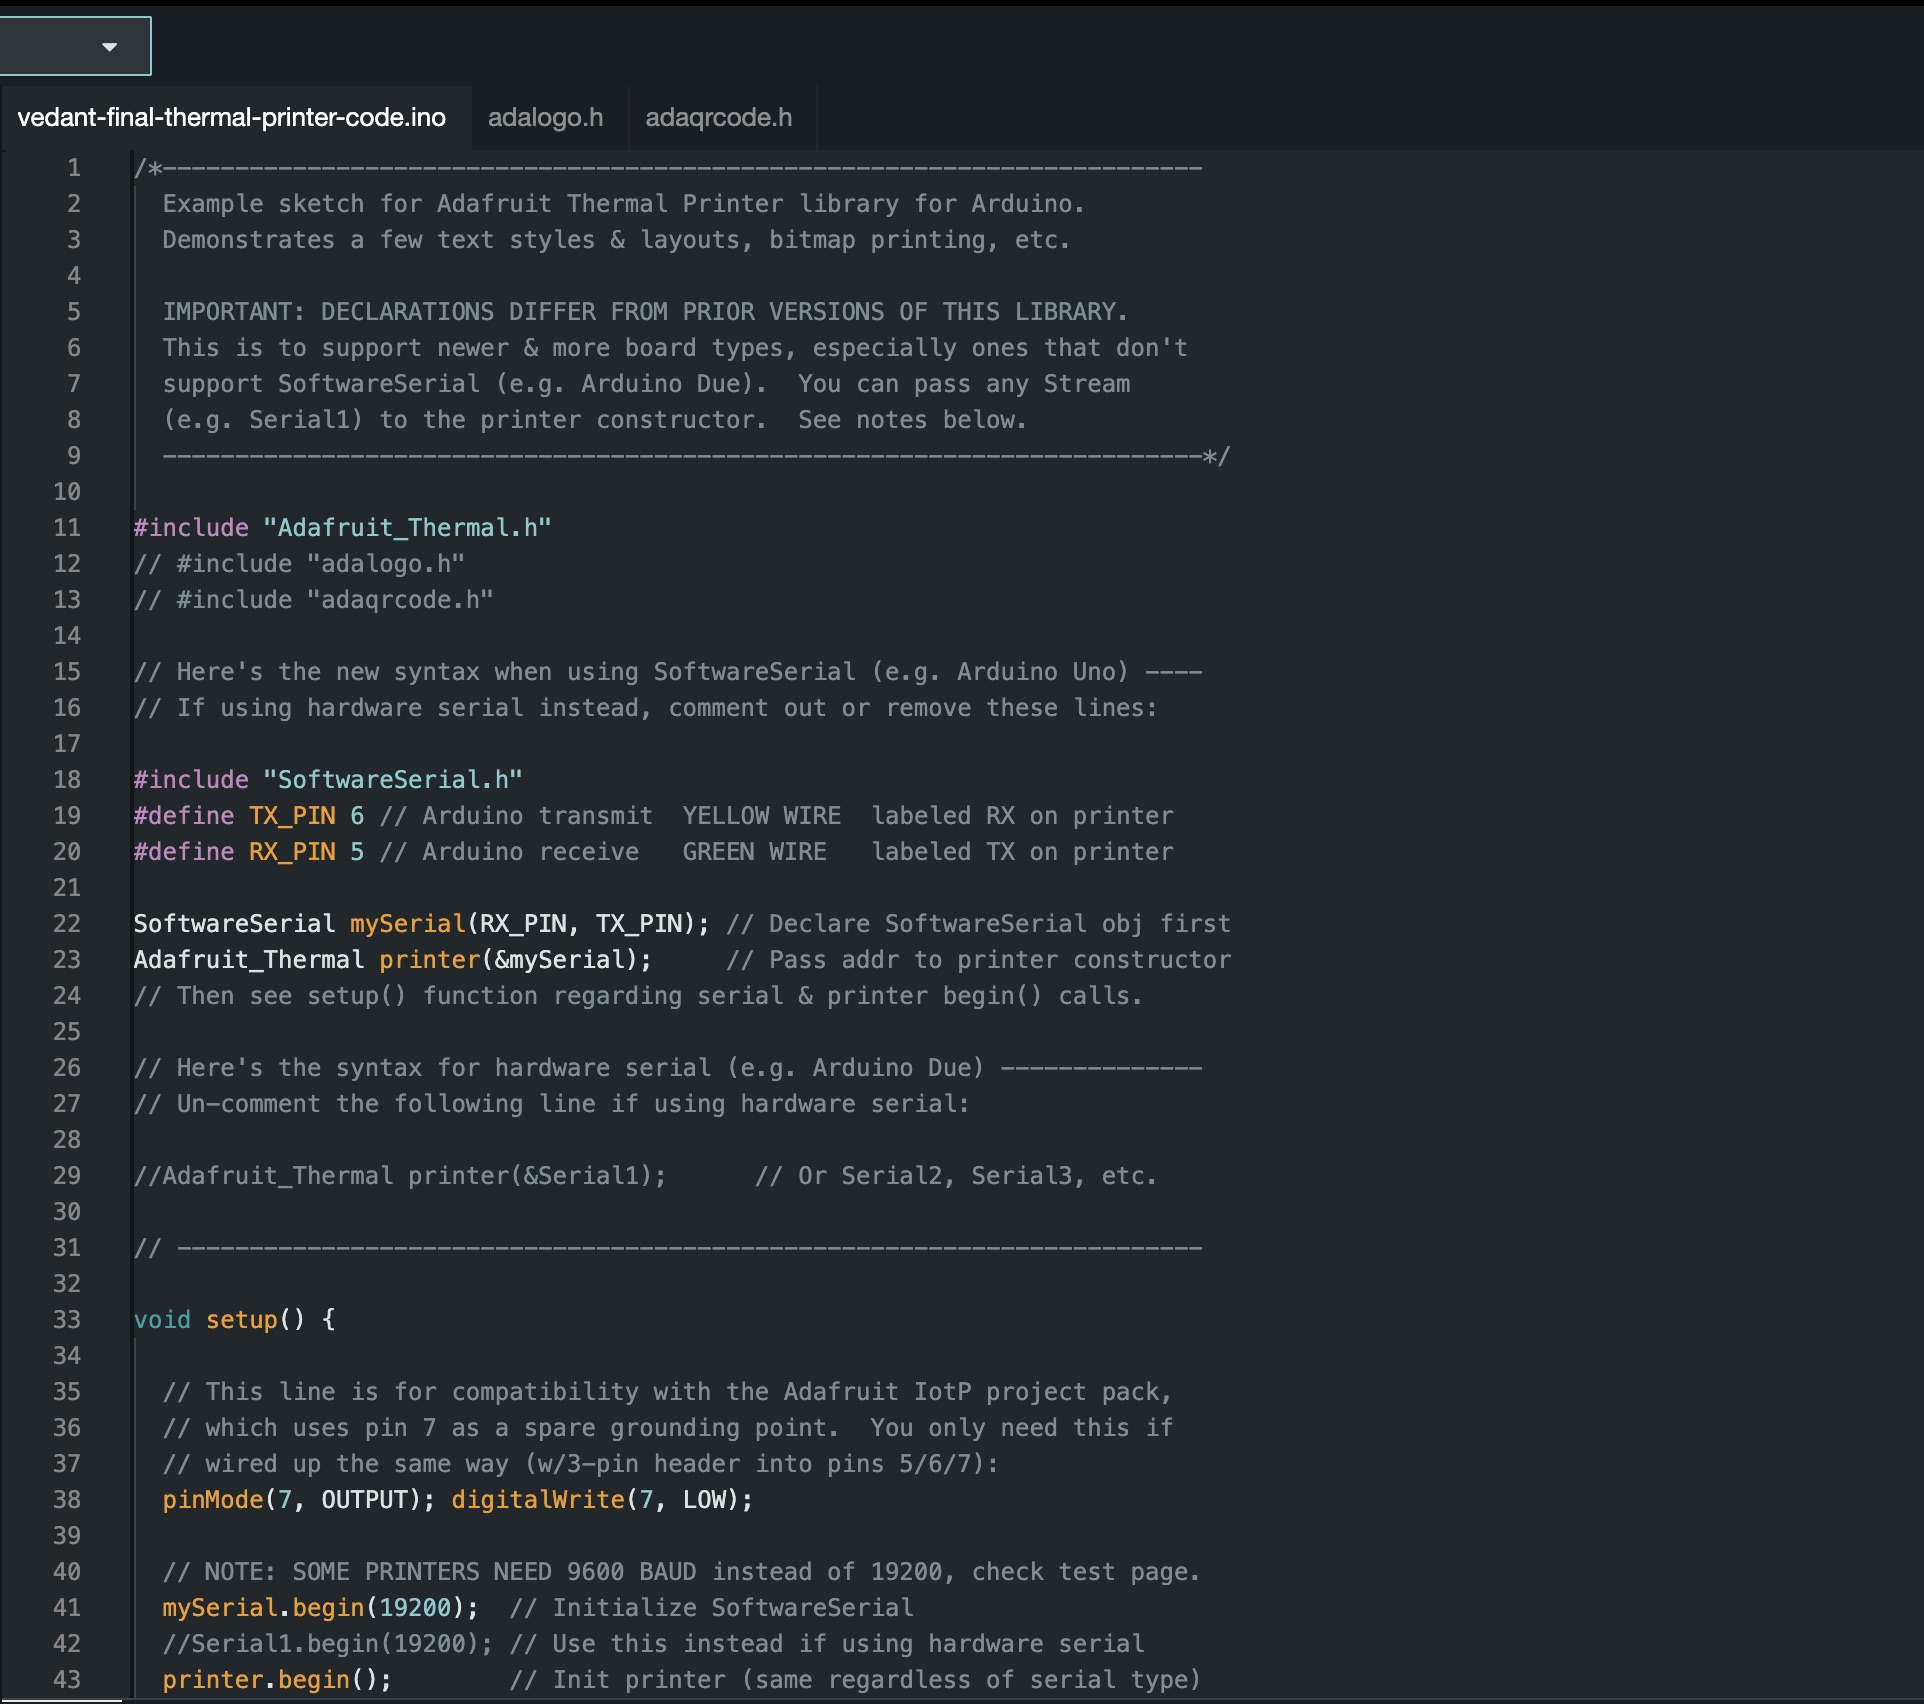 vedant-final-thermal-printer-code.ino adalogo.h adaqrcode.h
1 /*------------------------------------------------------------------------
2 Example sketch for Adafruit Thermal Printer library for Arduino.
3 Demonstrates a few text styles & layouts, bitmap printing, etc.
4
5 IMPORTANT: DECLARATIONS DIFFER FROM PRIOR VERSIONS OF THIS LIBRARY.
6 This is to support newer & more board types, especially ones that don't
7 support SoftwareSerial (e.g. Arduino Due).  You can pass any Stream
8 (e.g. Serial1) to the printer constructor.  See notes below.
9 ------------------------------------------------------------------------*/
10
11 #include "Adafruit_Thermal.h"
12 // #include "adalogo.h"
13 // #include "adaqrcode.h"
14
15 // Here's the new syntax when using SoftwareSerial (e.g. Arduino Uno) ----
16 // If using hardware serial instead, comment out or remove these lines:
17
18 #include "SoftwareSerial.h"
19 #define TX_PIN 6 // Arduino transmit  YELLOW WIRE  labeled RX on printer
20 #define RX_PIN 5 // Arduino receive   GREEN WIRE   labeled TX on printer
21
22 SoftwareSerial mySerial(RX_PIN, TX_PIN); // Declare SoftwareSerial obj first
23 Adafruit_Thermal printer(&mySerial);     // Pass addr to printer constructor
24 // Then see setup() function regarding serial & printer begin() calls.
25
26 // Here's the syntax for hardware serial (e.g. Arduino Due) --------------
27 // Un-comment the following line if using hardware serial:
28
29 //Adafruit_Thermal printer(&Serial1);      // Or Serial2, Serial3, etc.
30
31 // -----------------------------------------------------------------------
32
33 void setup() {
34
35 // This line is for compatibility with the Adafruit IotP project pack,
36 // which uses pin 7 as a spare grounding point.  You only need this if
37 // wired up the same way (w/3-pin header into pins 5/6/7):
38 pinMode(7, OUTPUT); digitalWrite(7, LOW);
39
40 // NOTE: SOME PRINTERS NEED 9600 BAUD instead of 19200, check test page.
41 mySerial.begin(19200);  // Initialize SoftwareSerial
42 //Serial1.begin(19200); // Use this instead if using hardware serial
43 printer.begin();        // Init printer (same regardless of serial type)